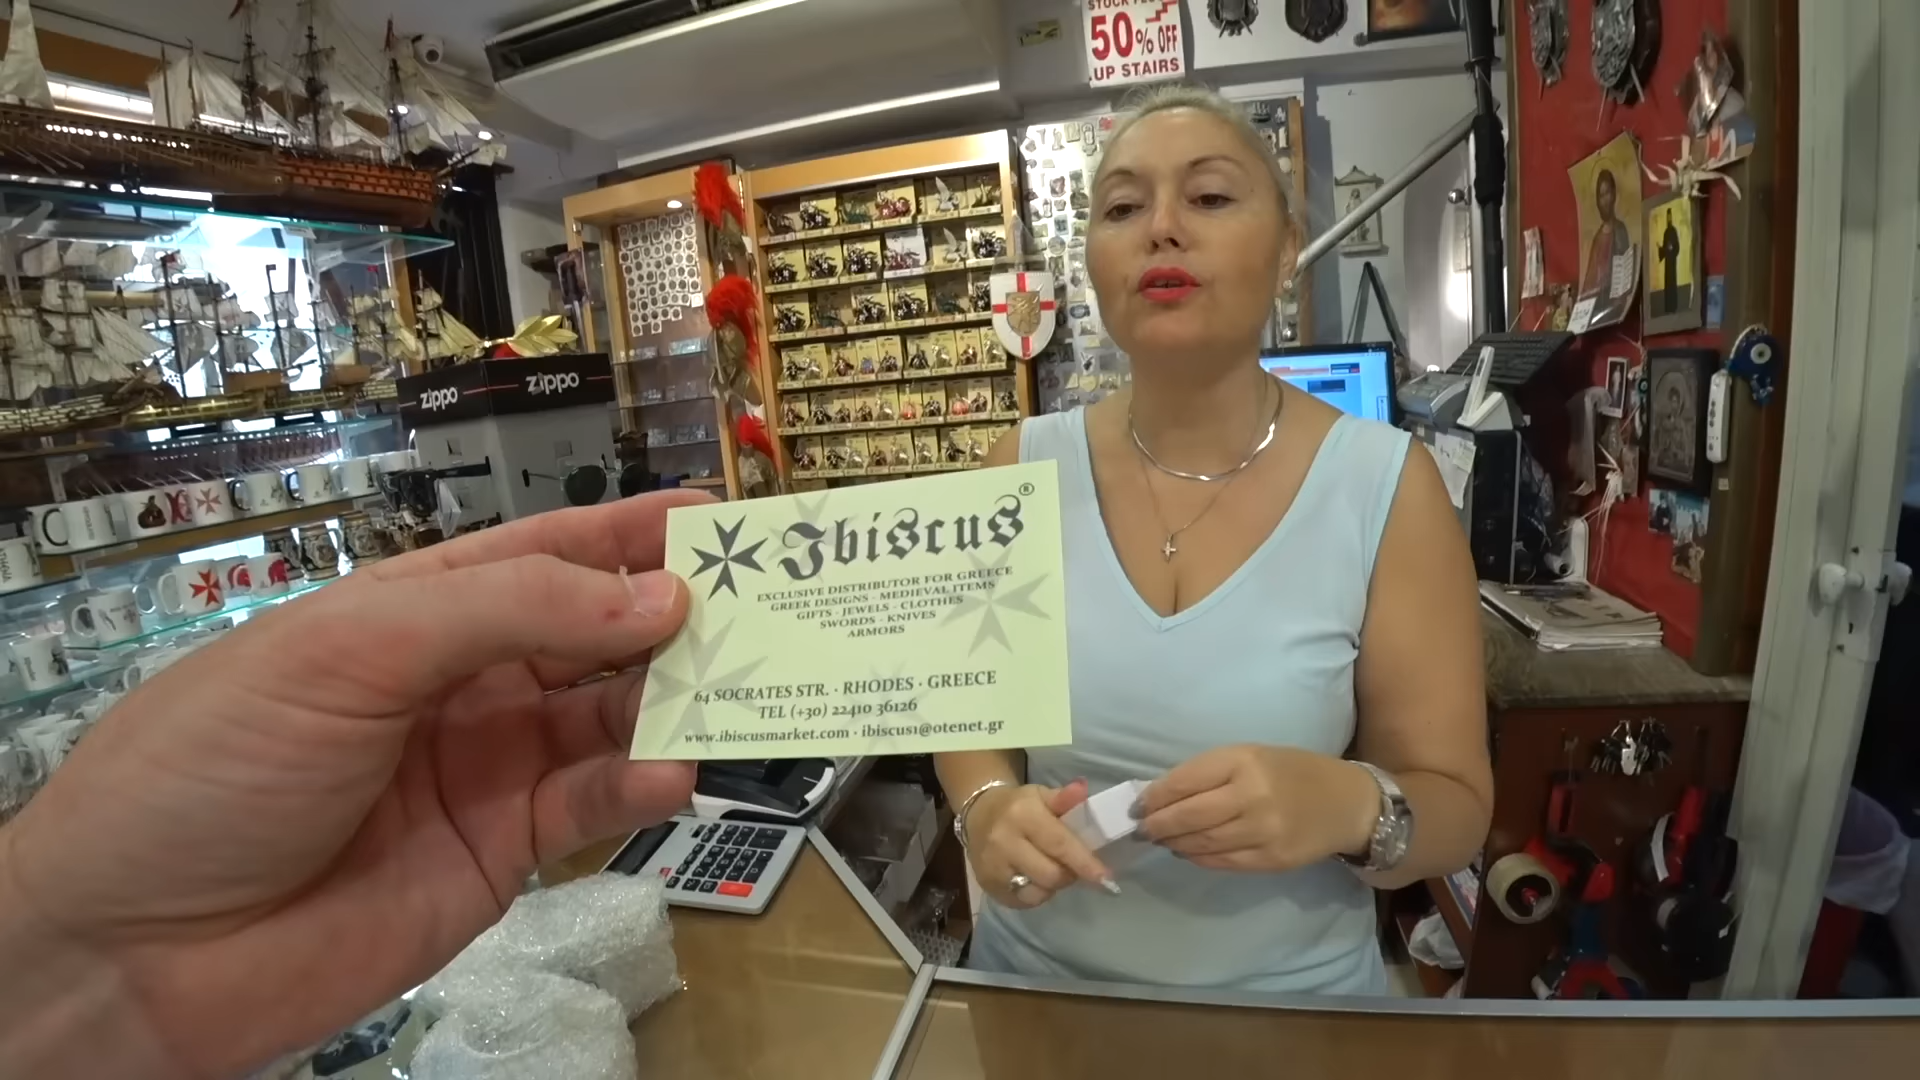 STOCK
50% OFF
UP STAIRS
zippo
zippo
Ibiscus®
EXCLUSIVE DISTRIBUTOR FOR GREECE
GREEK DESIGNS - MEDIEVAL ITEMS
GIFTS - JEWELS - CLOTHES
SWORDS - KNIVES
ARMORS
64 SOCRATES STR. · RHODES · GREECE
TEL (+30) 22410 36126
www.ibiscusmarket.com · ibiscus1@otenet.gr